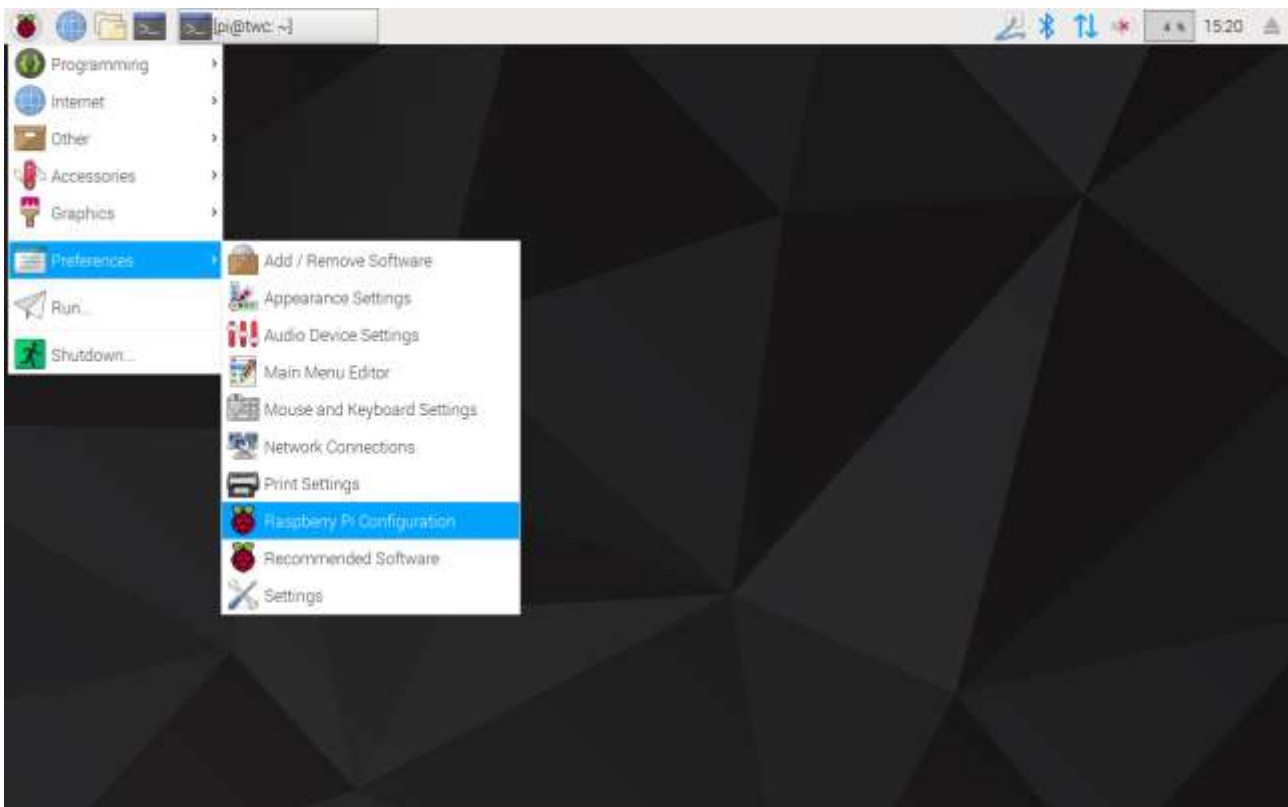 [pi@twc: ~]
4 %
15:20
Programming
Internet
Other
Accessories
Graphics
Preferences
Run...
Shutdown...
Add / Remove Software
Appearance Settings
Audio Device Settings
Main Menu Editor
Mouse and Keyboard Settings
Network Connections
Print Settings
Raspberry Pi Configuration
Recommended Software
Settings